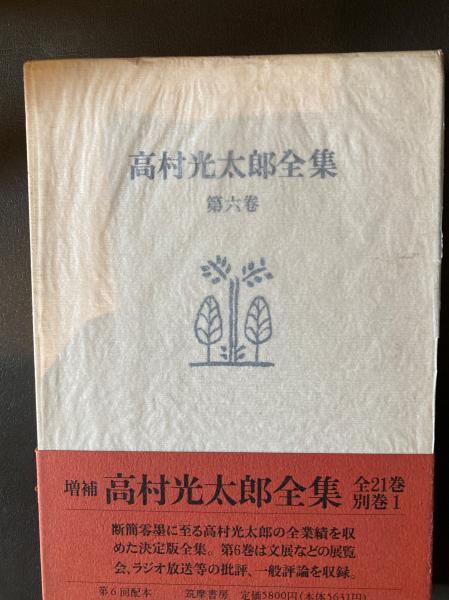 高村光太郎全集
第六卷
増補 高村光太郎全集 全21巻 別巻1
断簡零墨に至る高村光太郎の全業績を収
めた決定版全集。第6巻は文展などの展覧
会、ラジオ放送等の批評、一般評論を収録。
第6回配本 筑摩書房 定価5800円(本体5631円)